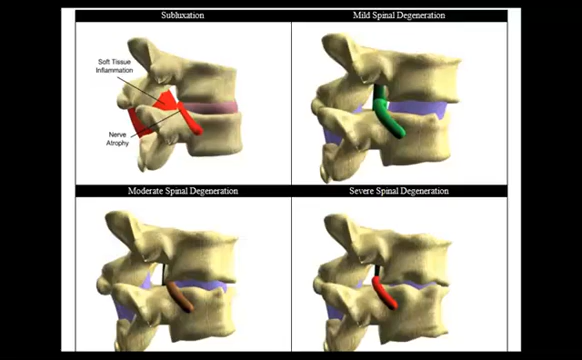 Subluxation
Mild Spinal Degeneration
Soft Tissue
Inflammation
Nerve
Atrophy
Moderate Spinal Degeneration
Severe Spinal Degeneration